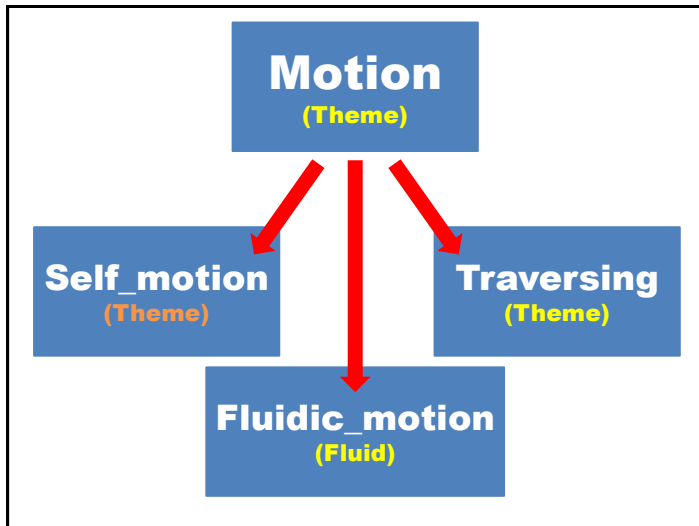 Motion
(Theme)
Self_motion
(Theme)
Traversing
(Theme)
Fluidic_motion
(Fluid)